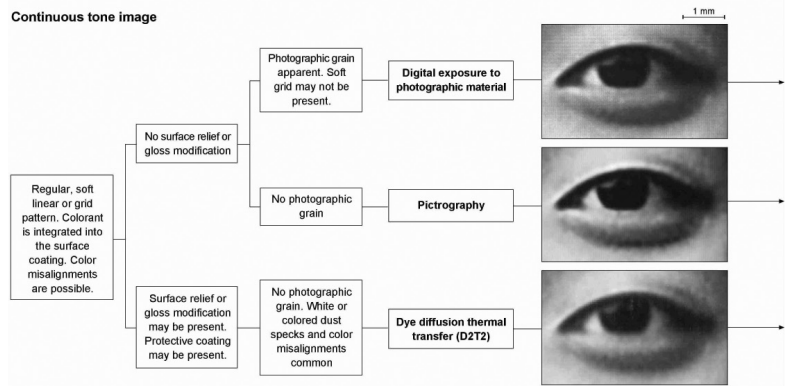 Continuous tone image
1 mm
Photographic grain
apparent. Soft
grid may not be
present.
Digital exposure to
photographic material
No surface relief or
gloss modification
No photographic
grain
Pictrography
Regular, soft
linear or grid
pattern. Colorant
is integrated into
the surface
coating. Color
misalignments
are possible.
Surface relief or
gloss modification
may be present.
Protective coating
may be present.
No photographic
grain. White or
colored dust
specks and color
misalignments
common
Dye diffusion thermal
transfer (D2T2)